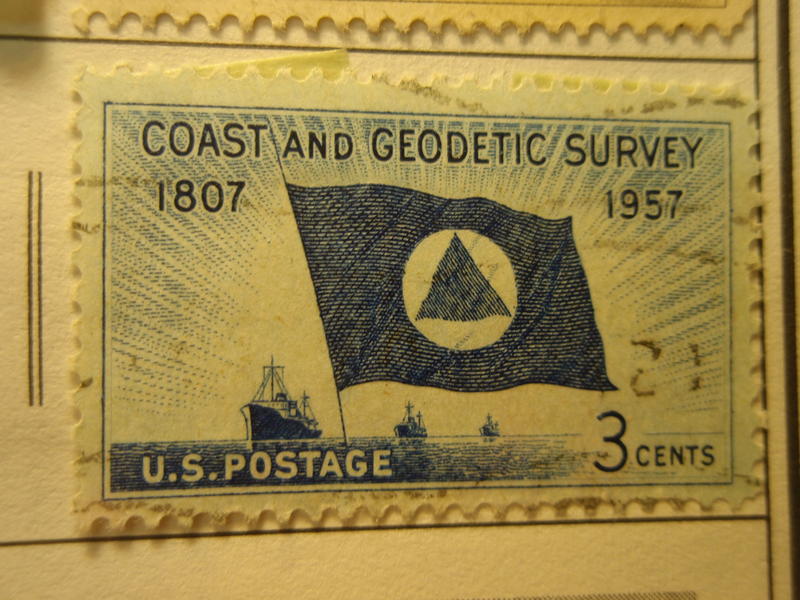 COAST AND GEODETIC SURVEY
1807 1957
3 CENTS
U.S. POSTAGE